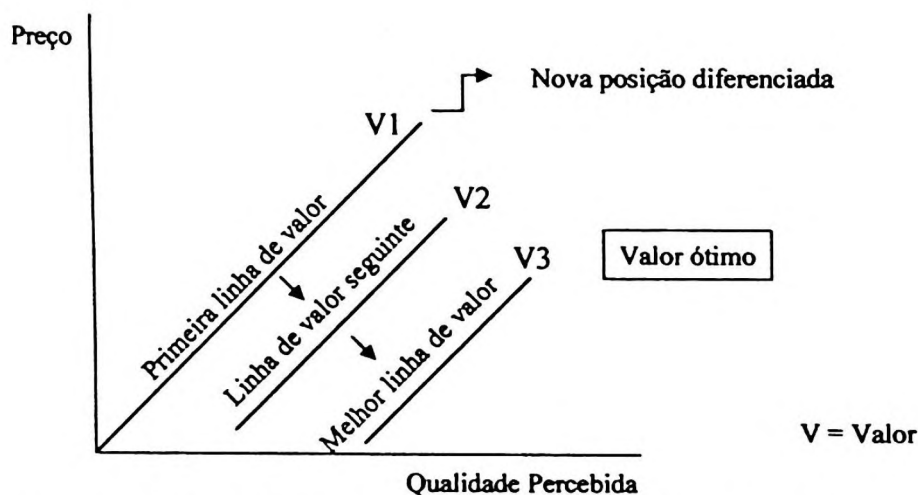 Preço
Nova posição diferenciada
V1
V2
V3
Valor ótimo
Primeira linha de valor
Linha de valor seguinte
Melhor linha de valor
V = Valor
Qualidade Percebida